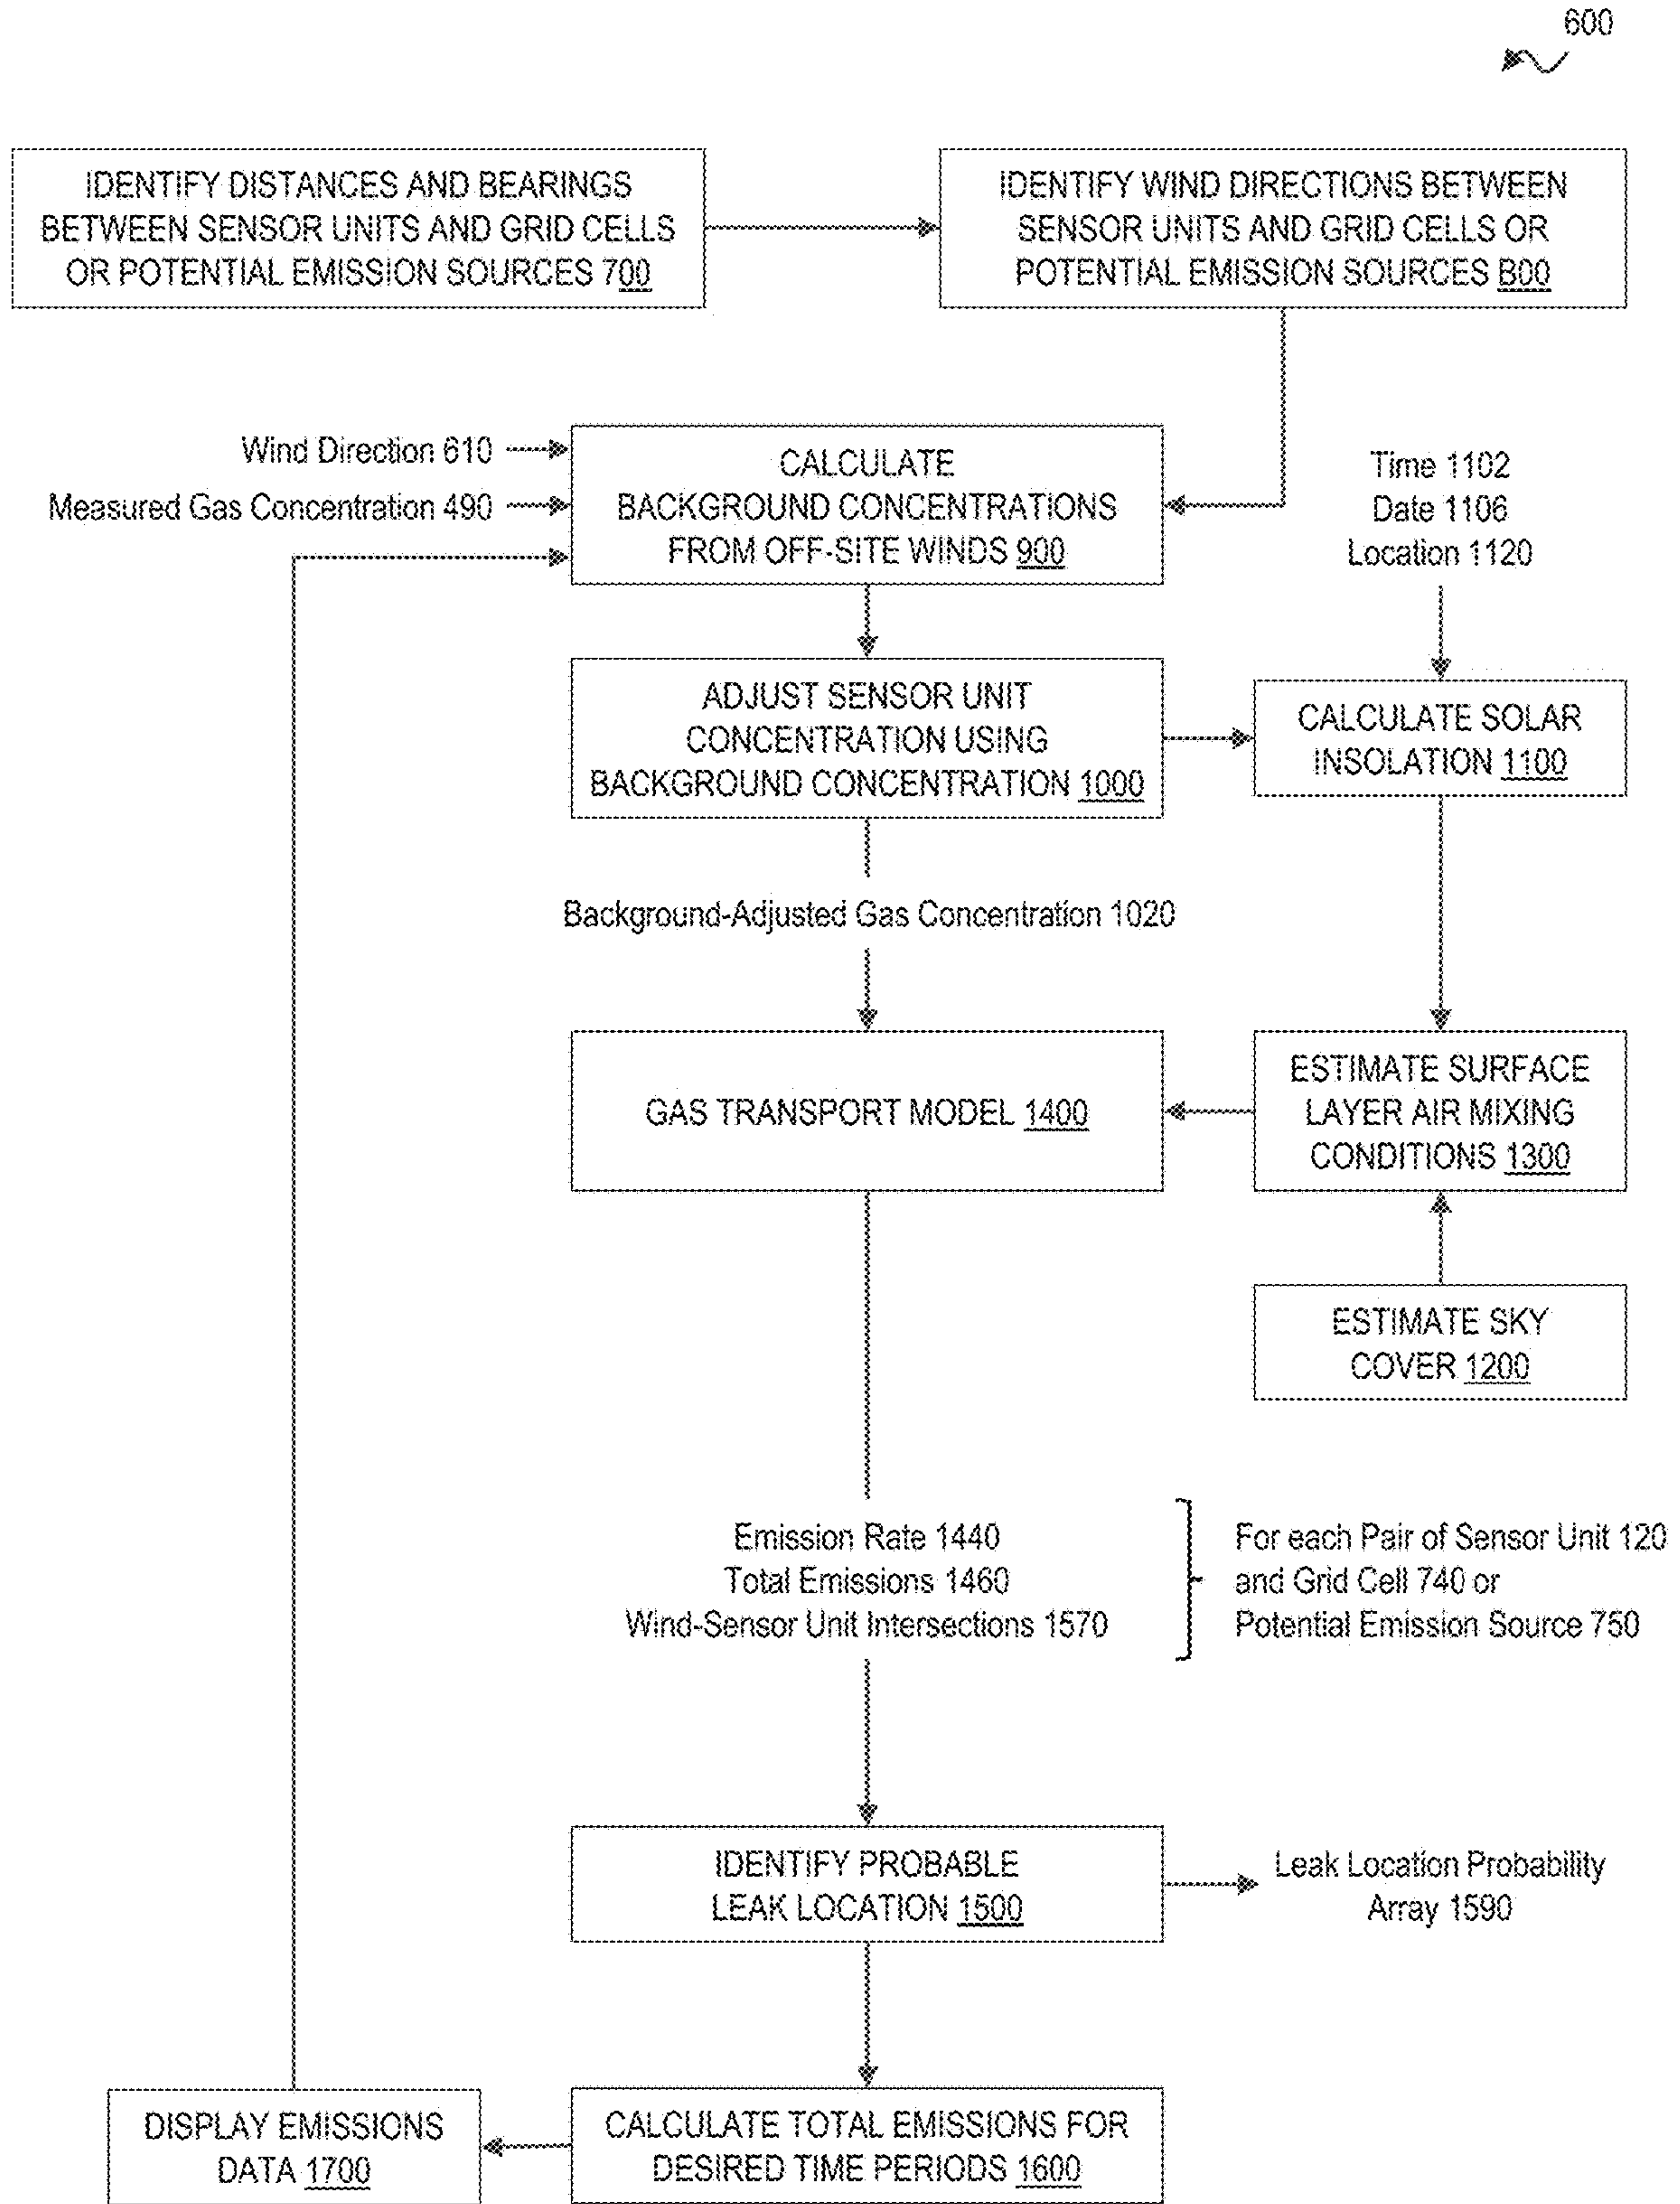 600
IDENTIFY DISTANCES AND BEARINGS
BETWEEN SENSOR UNITS AND GRID CELLS
OR POTENTIAL EMISSION SOURCES 700
IDENTIFY WIND DIRECTIONS BETWEEN
SENSOR UNITS AND GRID CELLS OR
POTENTIAL EMISSION SOURCES B00
Wind Direction 610
Measured Gas Concentration 490
CALCULATE
BACKGROUND CONCENTRATIONS
FROM OFF-SITE WINDS 900
Time 1102
Date 1106
Location 1120
ADJUST SENSOR UNIT
CONCENTRATION USING
BACKGROUND CONCENTRATION 1000
CALCULATE SOLAR
INSOLATION 1100
Background-Adjusted Gas Concentration 1020
GAS TRANSPORT MODEL 1400
ESTIMATE SURFACE
LAYER AIR MIXING
CONDITIONS 1300
ESTIMATE SKY
COVER 1200
Emission Rate 1440
Total Emissions 1460
Wind-Sensor Unit Intersections 1570
For each Pair of Sensor Unit 120
and Grid Cell 740 or
Potential Emission Source 750
IDENTIFY PROBABLE
LEAK LOCATION 1500
Leak Location Probability
Array 1590
DISPLAY EMISSIONS
DATA 1700
CALCULATE TOTAL EMISSIONS FOR
DESIRED TIME PERIODS 1600